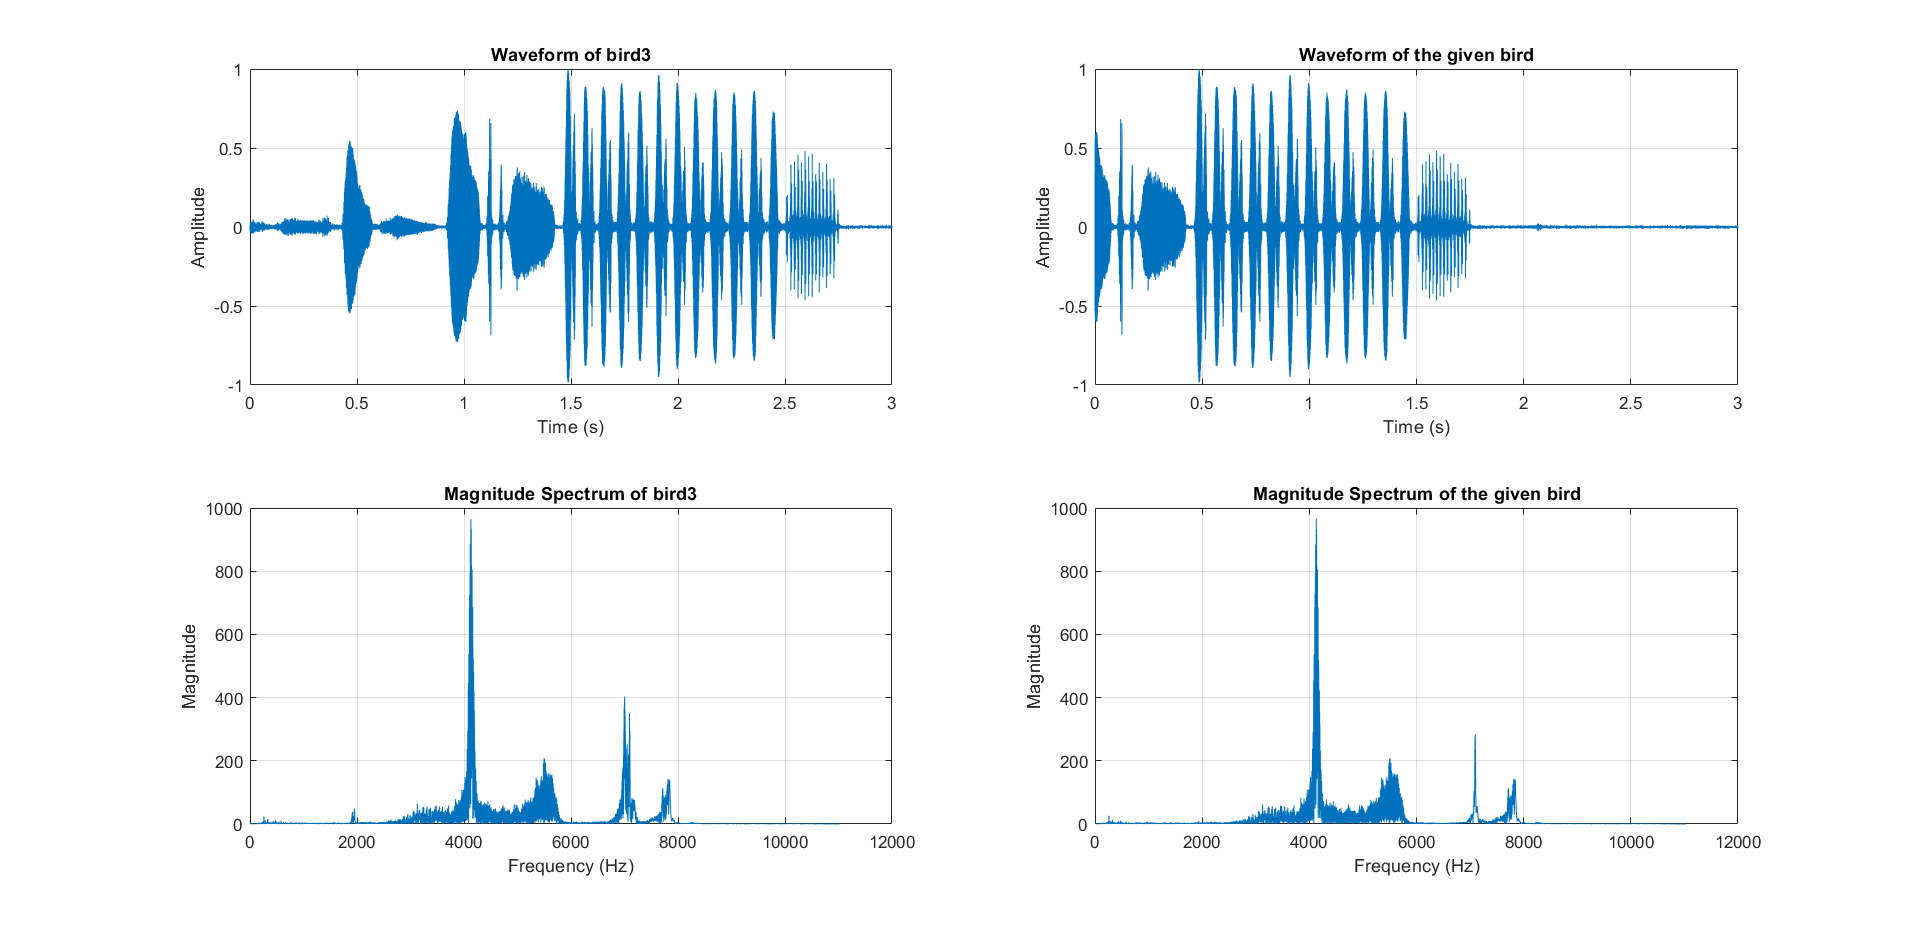 Waveform of bird3
1
0.5
0
-0.5
-1
Amplitude
0 0.5 1 1.5 2 2.5 3
Time (s)
Waveform of the given bird
1
0.5
0
-0.5
-1
Amplitude
0 0.5 1 1.5 2 2.5 3
Time (s)
Magnitude Spectrum of bird3
1000
800
600
400
200
0
Magnitude
0 2000 4000 6000 8000 10000 12000
Frequency (Hz)
Magnitude Spectrum of the given bird
1000
800
600
400
200
0
Magnitude
0 2000 4000 6000 8000 10000 12000
Frequency (Hz)